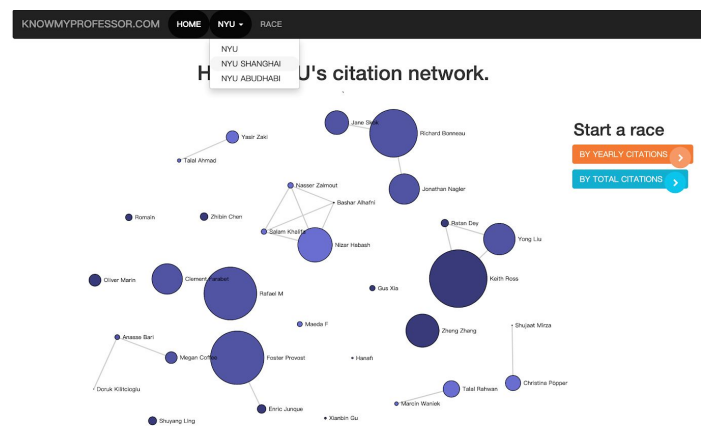 KNOWMYPROFESSOR.COM HOME NYU RACE
NYU
NYU SHANGHAI
NYU ABUDHABI
H U's citation network.
Start a race
BY YEARLY CITATIONS
BY TOTAL CITATIONS
Jane Skok
Richard Bonneau
Yasir Zaki
Talal Ahmad
Nasser Zalmout
Jonathan Nagler
Bashar Alhafni
Romain
Zhibin Chen
Ratan Dey
Salam Khalifa
Yong Liu
Nizar Habash
Oliver Marin
Clement Farabet
Keith Ross
Gus Xia
Rafael M
Maeda F
Shujaat Mirza
Zheng Zhang
Anasse Bari
Megan Coffee
Foster Provost
Hanafi
Christina Pöpper
Doruk Kilitcioglu
Talal Rahwan
Marcin Waniek
Enric Junque
Xianbin Gu
Shuyang Ling